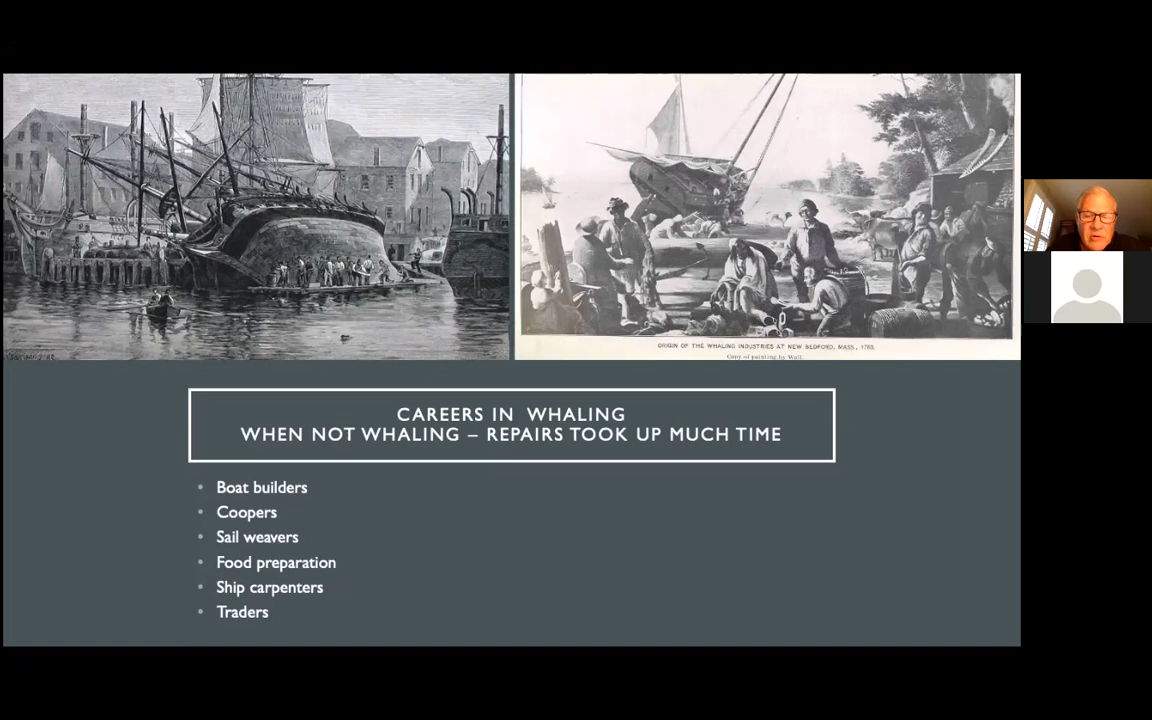 ORIGIN OF THE WHALING INDUSTRIES AT NEW BEDFORD, MASS., 1763.
Copy of painting by Wall.
CAREERS IN WHALING
WHEN NOT WHALING – REPAIRS TOOK UP MUCH TIME
• Boat builders
• Coopers
• Sail weavers
• Food preparation
• Ship carpenters
• Traders